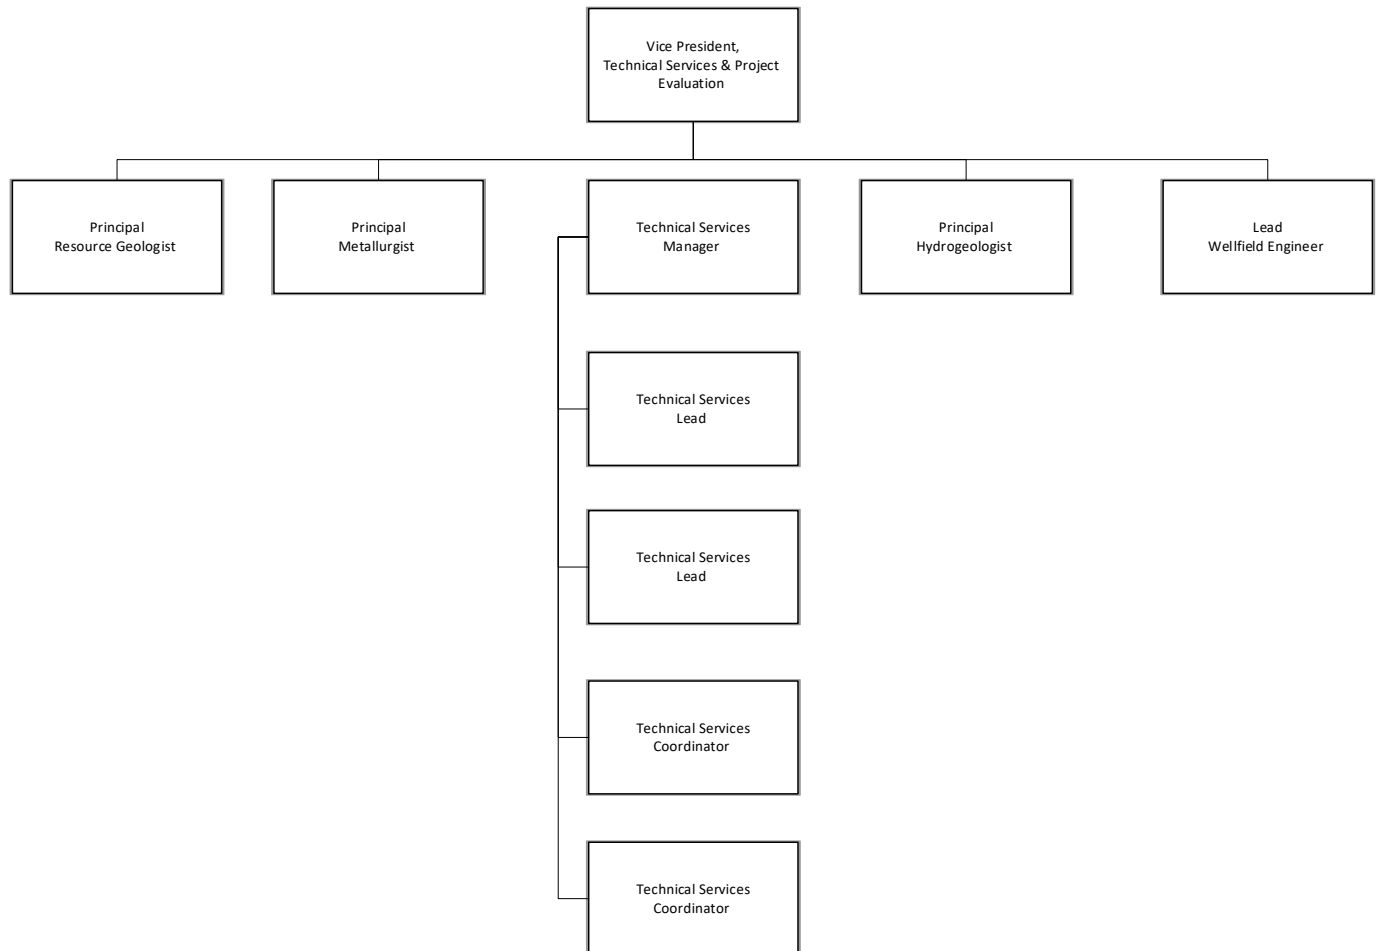 Vice President,
Technical Services & Project
Evaluation
Principal
Resource Geologist
Principal
Metallurgist
Technical Services
Manager
Principal
Hydrogeologist
Lead
Wellfield Engineer
Technical Services
Lead
Technical Services
Lead
Technical Services
Coordinator
Technical Services
Coordinator